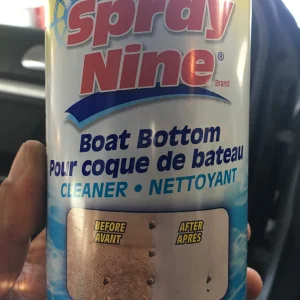 Spray
Nine®
Brand
Boat Bottom
Pour coque de bateau
CLEANER • NETTOYANT
BEFORE AFTER
AVANT APRÈS